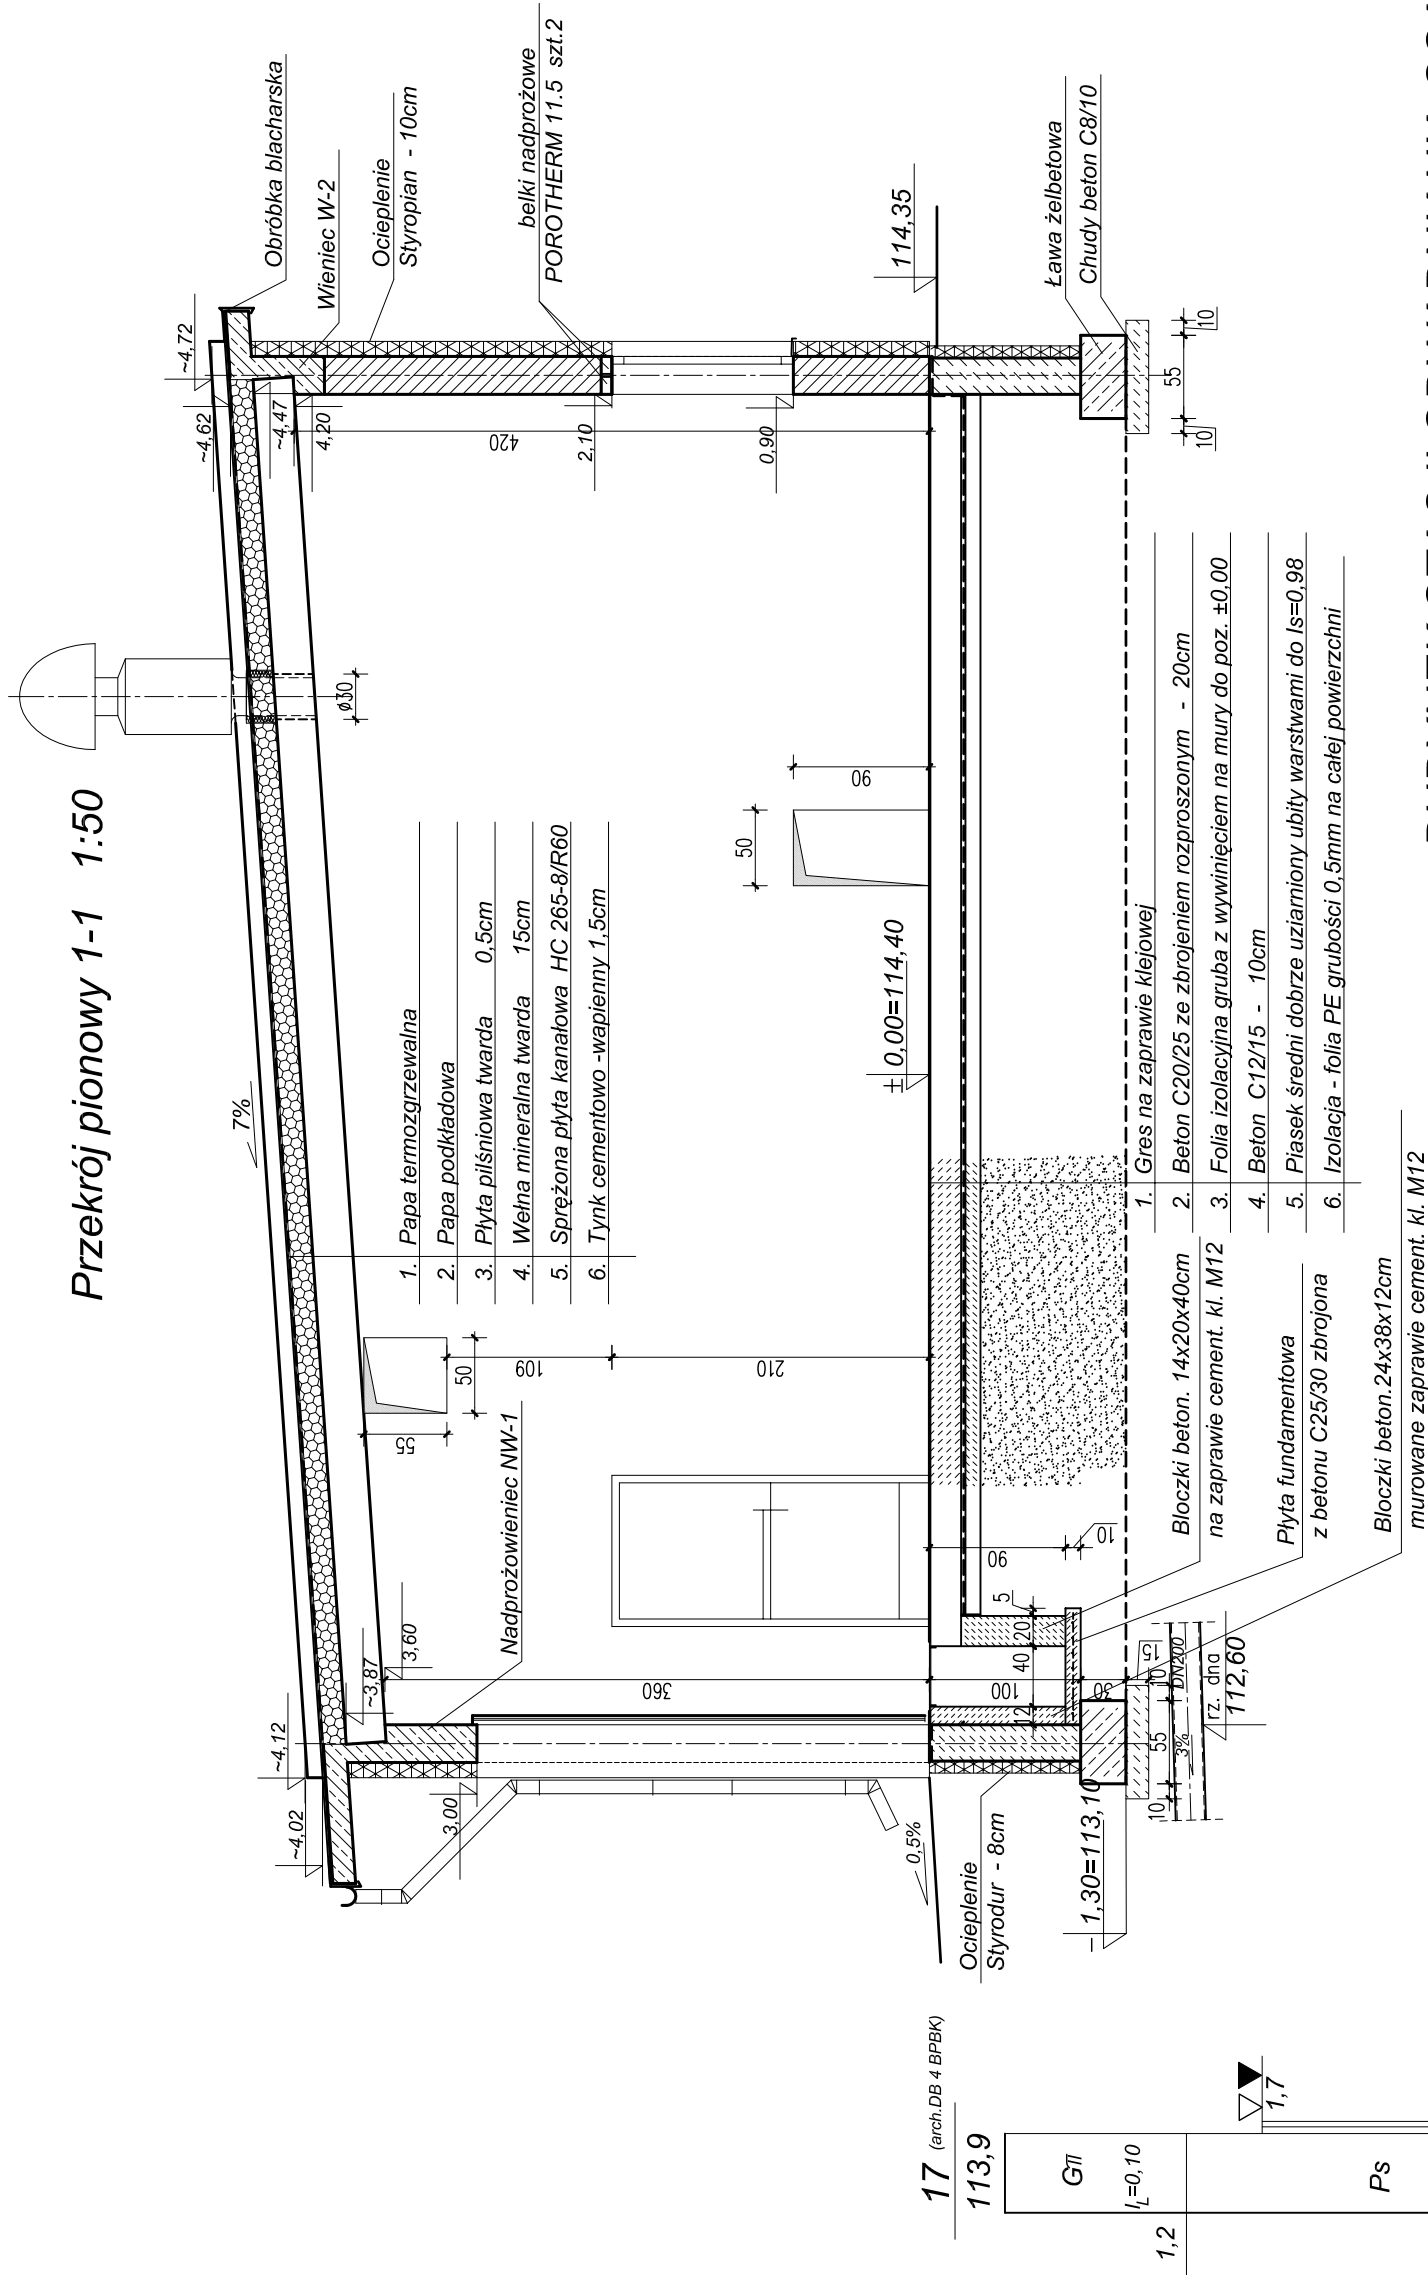 Przekrój pionowy 1-1 1:50
7%
ø30
~4,72
~4,62
~4,47
4,20
420
2,10
0,90
Obróbka blacharska
Wieniec W-2
Ocieplenie
Styropian - 10cm
belki nadprożowe
POROTHERM 11.5 szt.2
114,35
Ława żelbetowa
Chudy beton C8/10
10
55
10
1. Papa termozgrzewalna
2. Papa podkładowa
3. Płyta pilśniowa twarda 0,5cm
4. Wełna mineralna twarda 15cm
5. Sprężona płyta kanałowa HC 265-8/R60
6. Tynk cementowo -wapienny 1,5cm
50
90
± 0,00=114,40
50
55
109
210
~4,12
~4,02
~3,87
3,60
3,00
Nadprożowieniec NW-1
360
100
30
90
10
5
20
40
12
0,5%
Ocieplenie
Styrodur - 8cm
– 1,30=113,10
10
55
10
15
3%
DN200
rz. dna
112,60
1. Gres na zaprawie klejowej
2. Beton C20/25 ze zbrojeniem rozproszonym - 20cm
3. Folia izolacyjna gruba z wywinięciem na mury do poz. ±0,00
4. Beton C12/15 - 10cm
5. Piasek średni dobrze uziarniony ubity warstwami do Is=0,98
6. Izolacja - folia PE grubości 0,5mm na całej powierzchni
Bloczki beton. 14x20x40cm
na zaprawie cement. kl. M12
Płyta fundamentowa
z betonu C25/30 zbrojona
Bloczki beton.24x38x12cm
murowane zaprawie cement. kl. M12
17 (arch.DB 4 BPBK)
113,9
Gπ
I_L=0,10
1,2
1,7
Ps